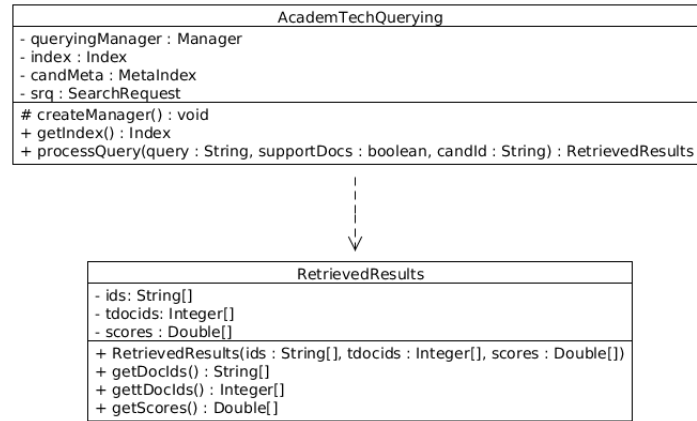 AcademTechQuerying
- queryingManager : Manager
- index : Index
- candMeta : MetaIndex
- srq : SearchRequest
# createManager() : void
+ getIndex() : Index
+ processQuery(query : String, supportDocs : boolean, candId : String) : RetrievedResults
RetrievedResults
- ids: String[]
- tdocids: Integer[]
- scores : Double[]
+ RetrievedResults(ids : String[], tdocids : Integer[], scores : Double[])
+ getDocIds() : String[]
+ gettDocIds() : Integer[]
+ getScores() : Double[]